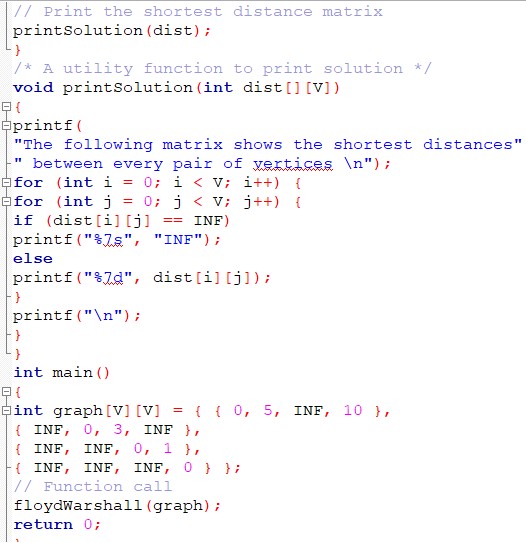 // Print the shortest distance matrix
printSolution(dist);
}
/* A utility function to print solution */
void printSolution(int dist[][V])
{
printf(
"The following matrix shows the shortest distances"
" between every pair of vertices \n");
for (int i = 0; i < V; i++) {
for (int j = 0; j < V; j++) {
if (dist[i][j] == INF)
printf("%7s", "INF");
else
printf("%7d", dist[i][j]);
}
printf("\n");
}
}
int main()
{
int graph[V][V] = { { 0, 5, INF, 10 },
{ INF, 0, 3, INF },
{ INF, INF, 0, 1 },
{ INF, INF, INF, 0 } };
// Function call
floydWarshall(graph);
return 0;